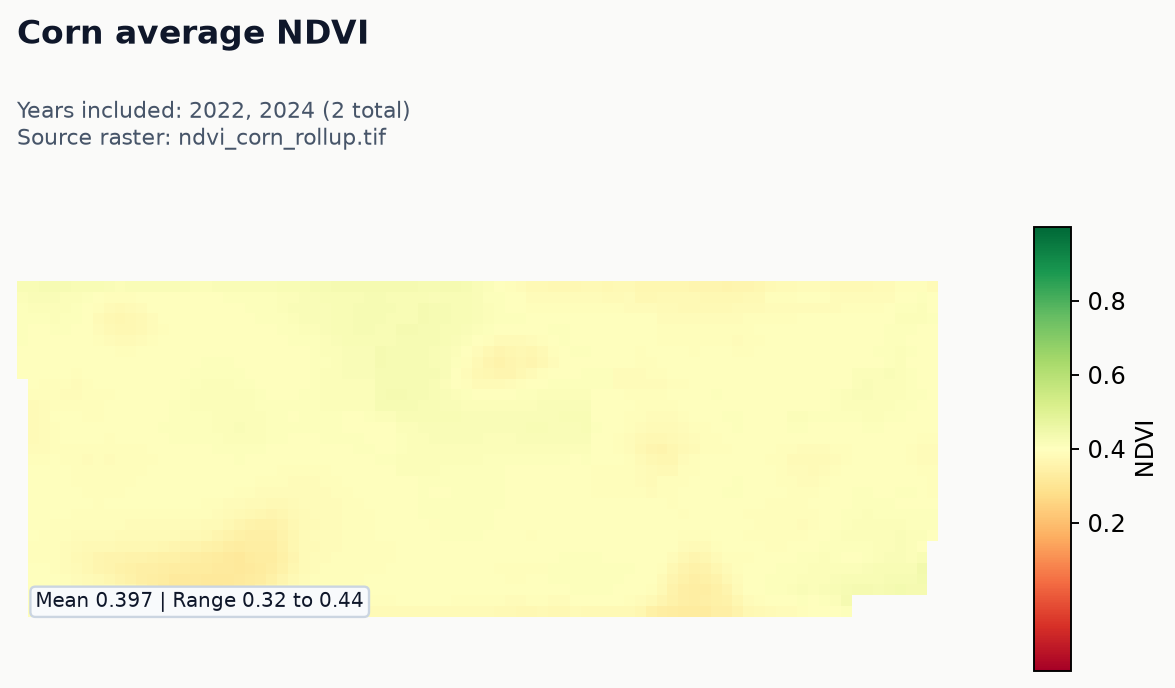 Corn average NDVI
Years included: 2022, 2024 (2 total)
Source raster: ndvi_corn_rollup.tif
0.8
0.6
0.4
0.2
NDVI
Mean 0.397 | Range 0.32 to 0.44